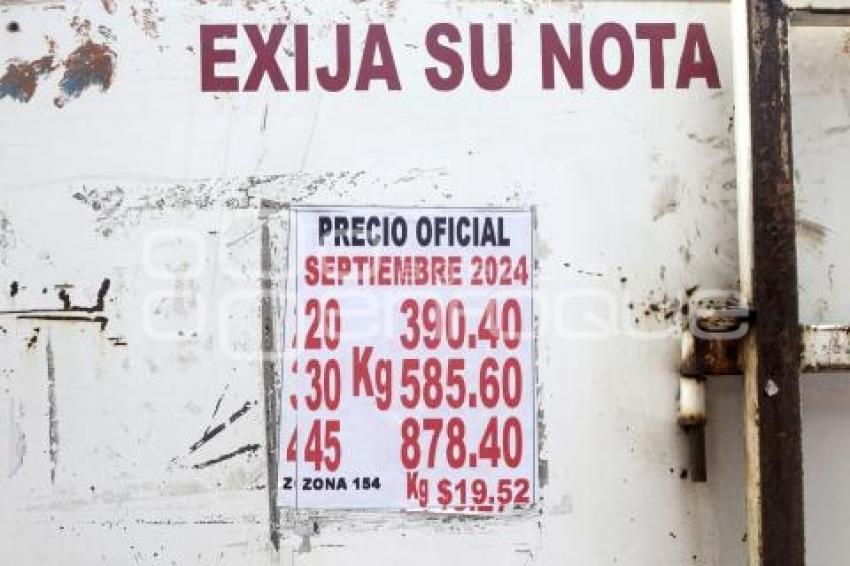 EXIJA SU NOTA
PRECIO OFICIAL
SEPTIEMBRE 2024
20 390.40
30 Kg 585.60
45 878.40
ZONA 154 Kg $19.52